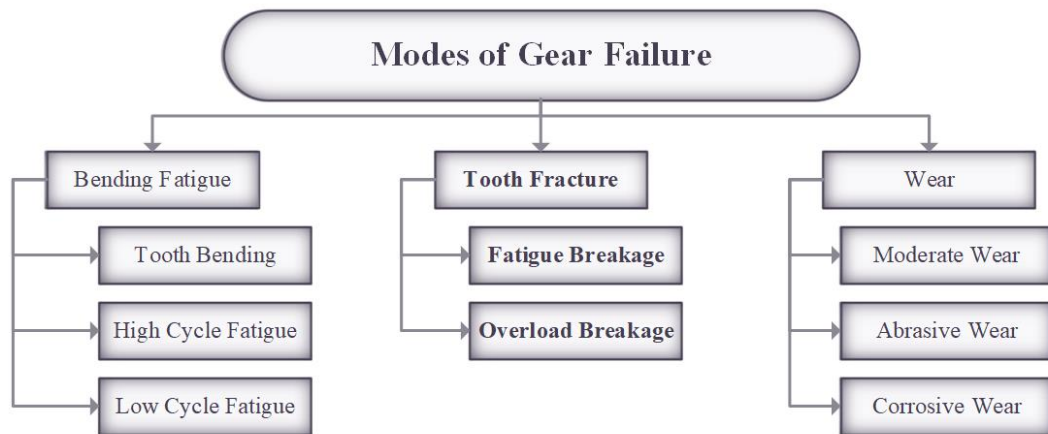 Modes of Gear Failure
Bending Fatigue
Tooth Bending
High Cycle Fatigue
Low Cycle Fatigue
Tooth Fracture
Fatigue Breakage
Overload Breakage
Wear
Moderate Wear
Abrasive Wear
Corrosive Wear